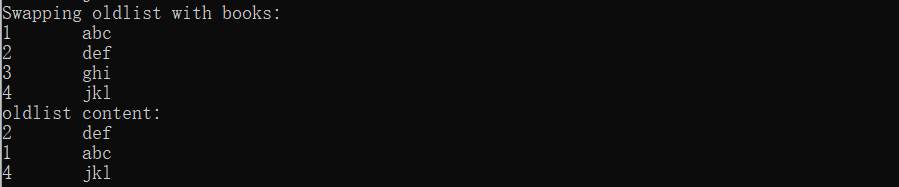 Swapping oldlist with books:
1 abc
2 def
3 ghi
4 jkl
oldlist content:
2 def
1 abc
4 jkl